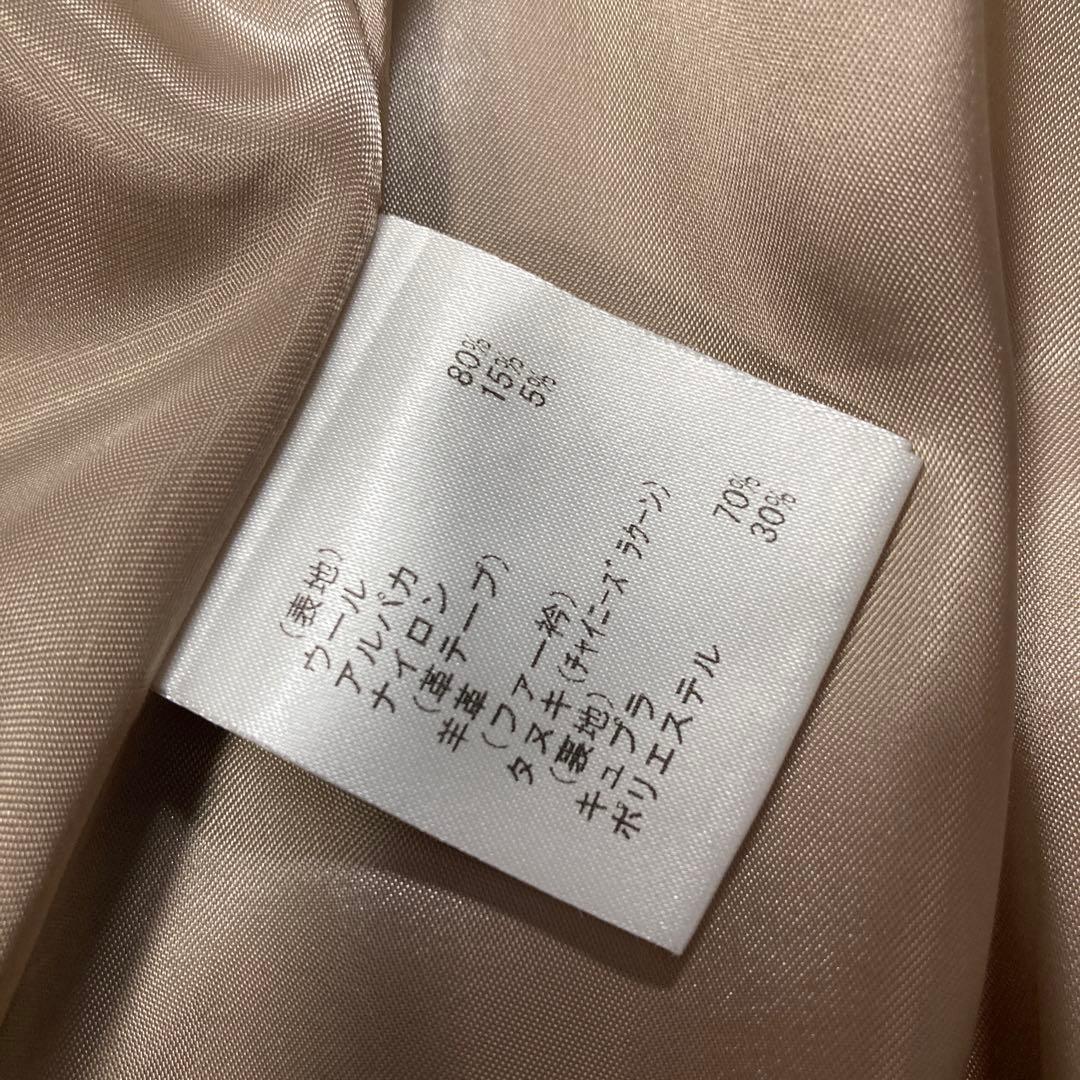 (表地)
ウール 80%
アルパカ 15%
ナイロン 5%
(革テープ)
羊革
(ファー衿)
タヌキ(ﾁｬｲﾆｰｽﾞﾗｸｰﾝ)
(裏地)
キュプラ 70%
ポリエステル 30%